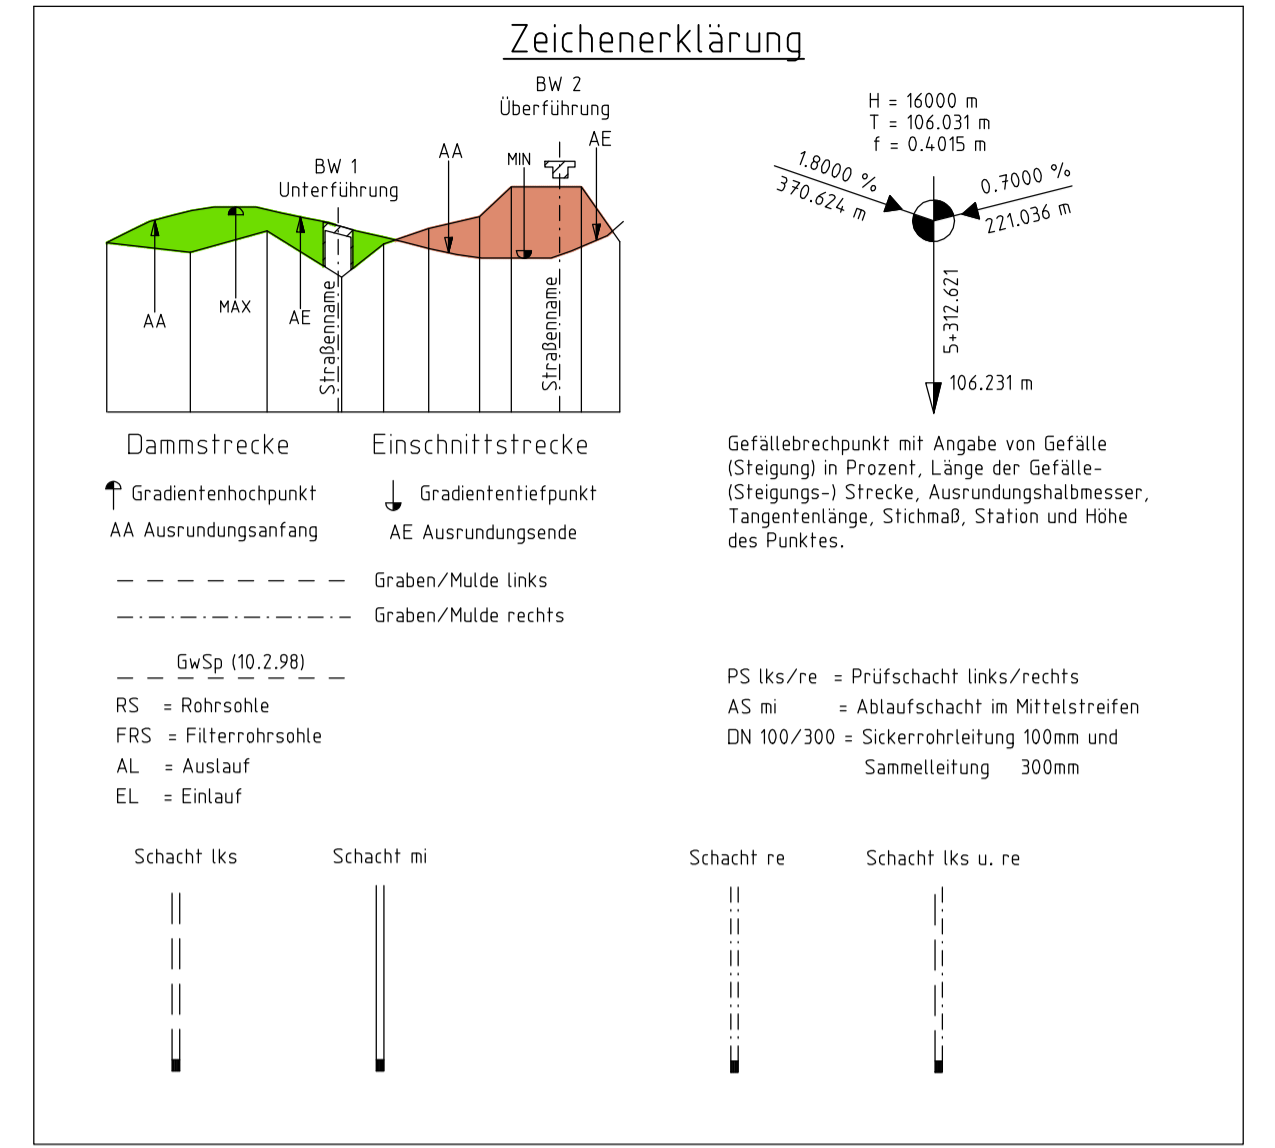 Zeichenerklärung
BW 2
Überführung
BW 1
Unterführung
AA
MIN
AE
AA
MAX
AE
Straßenname
Straßenname
H = 16000 m
T = 106.031 m
f = 0.4015 m
1.8000 %
370.624 m
0.7000 %
221.036 m
5+312.621
106.231 m
Dammstrecke
Einschnittstrecke
Gradientenhochpunkt
Gradiententiefpunkt
AA Ausrundungsanfang
AE Ausrundungsende
Gefällebrechpunkt mit Angabe von Gefälle
(Steigung) in Prozent, Länge der Gefälle-
(Steigungs-) Strecke, Ausrundungshalbmesser,
Tangentenlänge, Stichmaß, Station und Höhe
des Punktes.
Graben/Mulde links
Graben/Mulde rechts
GwSp (10.2.98)
RS = Rohrsohle
FRS = Filterrohrsohle
AL = Auslauf
EL = Einlauf
PS lks/re = Prüfschacht links/rechts
AS mi = Ablaufschacht im Mittelstreifen
DN 100/300 = Sickerrohrleitung 100mm und
Sammelleitung 300mm
Schacht lks
Schacht mi
Schacht re
Schacht lks u. re